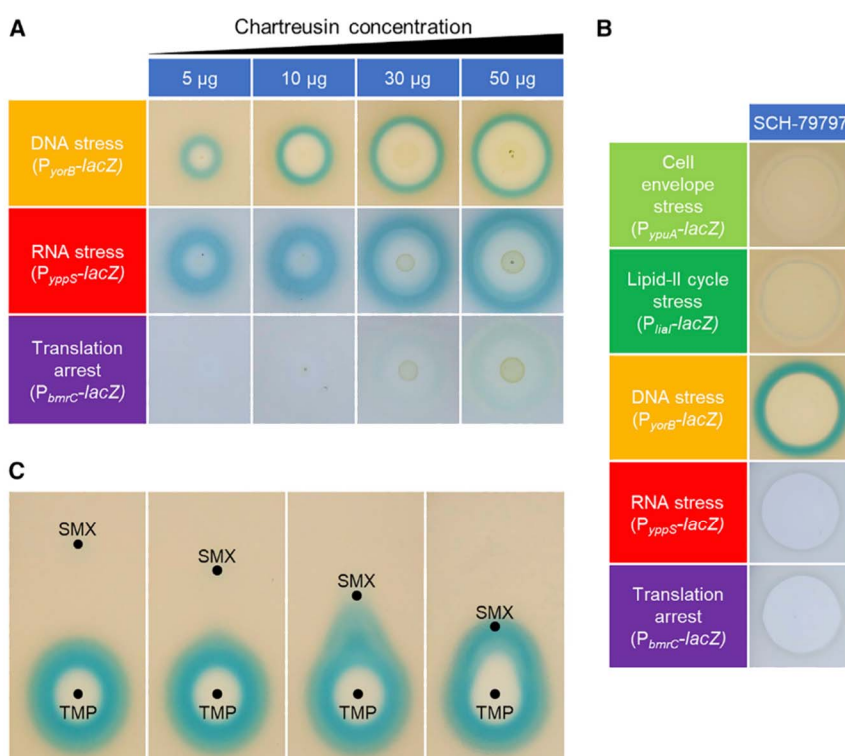 A
Chartreusin concentration
5 µg 10 µg 30 µg 50 µg
DNA stress
(PyorB-lacZ)
RNA stress
(PyppS-lacZ)
Translation
arrest
(PbmrC-lacZ)
B
SCH-79797
Cell
envelope
stress
(PypuA-lacZ)
Lipid-II cycle
stress
(PliaI-lacZ)
DNA stress
(PyorB-lacZ)
RNA stress
(PyppS-lacZ)
Translation
arrest
(PbmrC-lacZ)
C
SMX
TMP
SMX
TMP
SMX
TMP
SMX
TMP